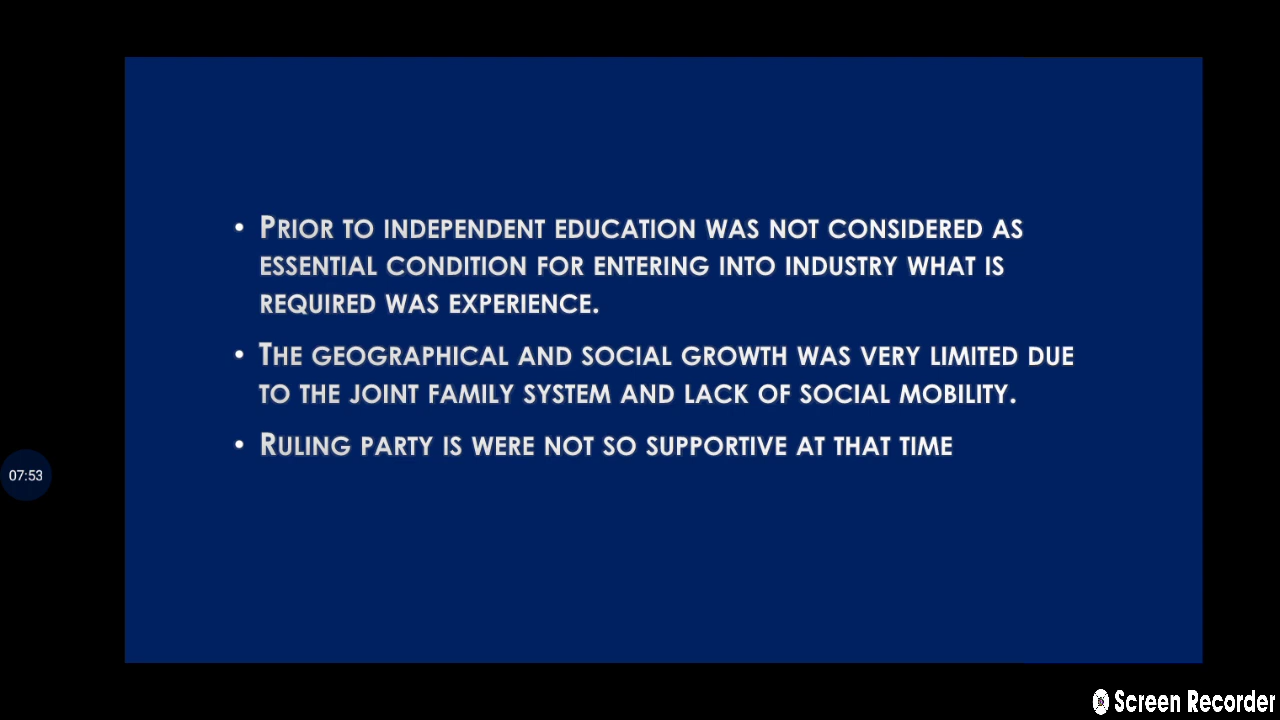 • Prior to independent education was not considered as
essential condition for entering into industry what is
required was experience.
• The geographical and social growth was very limited due
to the joint family system and lack of social mobility.
• Ruling party is were not so supportive at that time
07:53
Screen Recorder